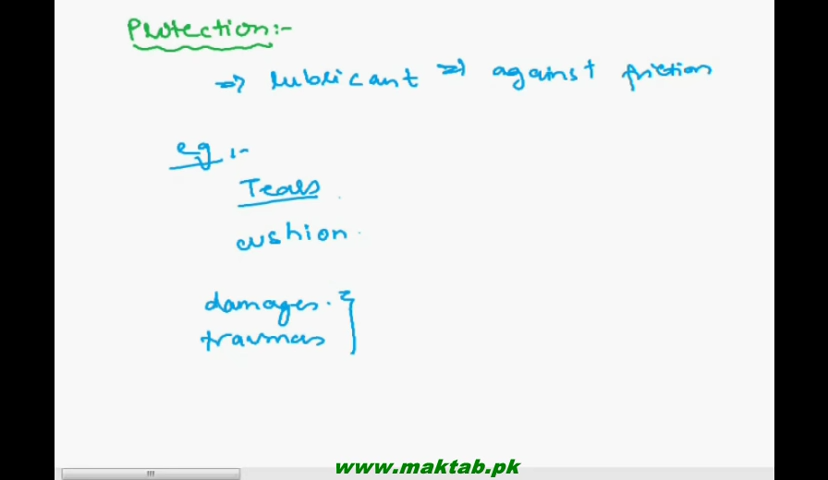 Protection:-
⇒ lubricant ⇒ against friction
eg :-
Tears
cushion
damages.
traumas
www.maktab.pk